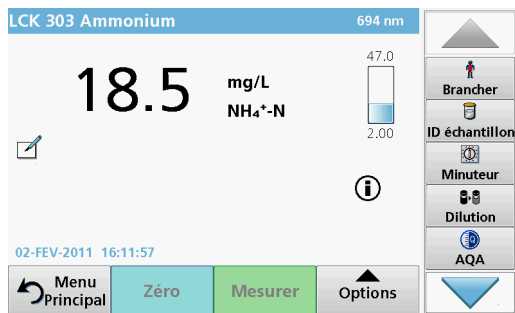 LCK 303 Ammonium 694 nm
18.5 mg/L
NH₄⁺-N
47.0
2.00
02-FEV-2011 16:11:57
Menu
Principal
Zéro
Mesurer
Options
Brancher
ID échantillon
Minuteur
Dilution
AQA